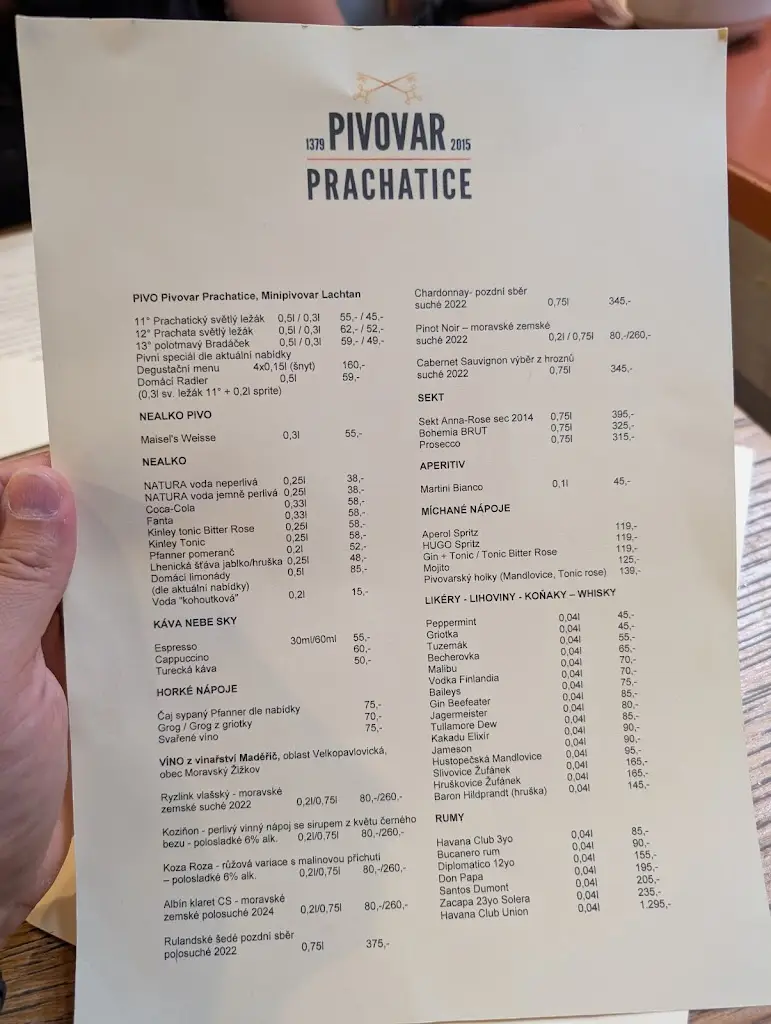 1379 PIVOVAR 2015
PRACHATICE
PIVO Pivovar Prachatice, Minipivovar Lachtan
11° Prachatický světlý ležák 0,5l / 0,3l 55,- / 45,-
12° Prachata světlý ležák 0,5l / 0,3l 62,- / 52,-
13° polotmavý Bradáček 0,5l / 0,3l 59,- / 49,-
Pivní speciál dle aktuální nabídky
Degustační menu 4x0,15l (šnyt) 160,-
Domácí Radler 0,5l 59,-
(0,3l sv. ležák 11° + 0,2l sprite)
NEALKO PIVO
Maisel's Weisse 0,3l 55,-
NEALKO
NATURA voda neperlivá 0,25l 38,-
NATURA voda jemně perlivá 0,25l 38,-
Coca-Cola 0,33l 58,-
Fanta 0,33l 58,-
Kinley tonic Bitter Rose 0,25l 58,-
Kinley Tonic 0,25l 58,-
Pfanner pomeranč 0,2l 52,-
Lhenická šťáva jablko/hruška 0,25l 48,-
Domácí limonády 0,5l 85,-
(dle aktuální nabídky)
Voda "kohoutková" 0,2l 15,-
KÁVA NEBE SKY
Espresso 30ml/60ml 55,-
Cappuccino 60,-
Turecká káva 50,-
HORKÉ NÁPOJE
Čaj sypaný Pfanner dle nabídky 75,-
Grog / Grog z griotky 70,-
Svařené víno 75,-
VÍNO z vinařství Maděřič, oblast Velkopavlovická,
obec Moravský Žižkov
Ryzlink vlašský - moravské
zemské suché 2022 0,2l/0,75l 80,-/260,-
Koziňon - perlivý vinný nápoj se sirupem z květu černého
bezu - polosladké 6% alk. 0,2l/0,75l 80,-/260,-
Koza Roza - růžová variace s malinovou příchutí
– polosladké 6% alk. 0,2l/0,75l 80,-/260,-
Albín klaret CS - moravské
zemské polosuché 2024 0,2l/0,75l 80,-/260,-
Rulandské šedé pozdní sběr
polosuché 2022 0,75l 375,-
Chardonnay- pozdní sběr
suché 2022 0,75l 345,-
Pinot Noir – moravské zemské
suché 2022 0,2l / 0,75l 80,-/260,-
Cabernet Sauvignon výběr z hroznů
suché 2022 0,75l 345,-
SEKT
Sekt Anna-Rose sec 2014 0,75l 395,-
Bohemia BRUT 0,75l 325,-
Prosecco 0,75l 315,-
APERITIV
Martini Bianco 0,1l 45,-
MÍCHANÉ NÁPOJE
Aperol Spritz 119,-
HUGO Spritz 119,-
Gin + Tonic / Tonic Bitter Rose 119,-
Mojito 125,-
Pivovarský holky (Mandlovice, Tonic rose) 139,-
LIKÉRY - LIHOVINY - KOŇAKY – WHISKY
Peppermint 0,04l 45,-
Griotka 0,04l 45,-
Tuzemák 0,04l 55,-
Becherovka 0,04l 65,-
Malibu 0,04l 70,-
Vodka Finlandia 0,04l 70,-
Baileys 0,04l 75,-
Gin Beefeater 0,04l 85,-
Jagermeister 0,04l 80,-
Tullamore Dew 0,04l 85,-
Kakadu Elixír 0,04l 90,-
Jameson 0,04l 90,-
Hustopečská Mandlovice 0,04l 95,-
Slivovice Žufánek 0,04l 165,-
Hruškovice Žufánek 0,04l 165,-
Baron Hildprandt (hruška) 0,04l 145,-
RUMY
Havana Club 3yo 0,04l 85,-
Bucanero rum 0,04l 90,-
Diplomatico 12yo 0,04l 155,-
Don Papa 0,04l 195,-
Santos Dumont 0,04l 205,-
Zacapa 23yo Solera 0,04l 235,-
Havana Club Union 0,04l 1.295,-